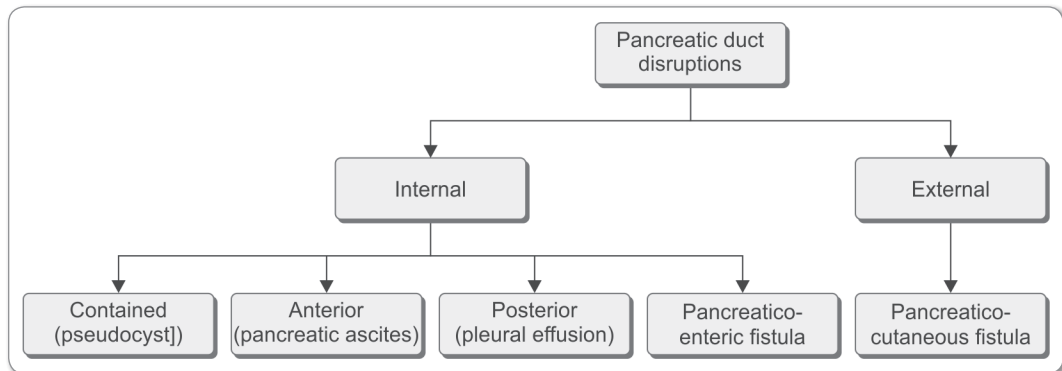 Pancreatic duct
disruptions
Internal
External
Contained
(pseudocyst])
Anterior
(pancreatic ascites)
Posterior
(pleural effusion)
Pancreatico-
enteric fistula
Pancreatico-
cutaneous fistula